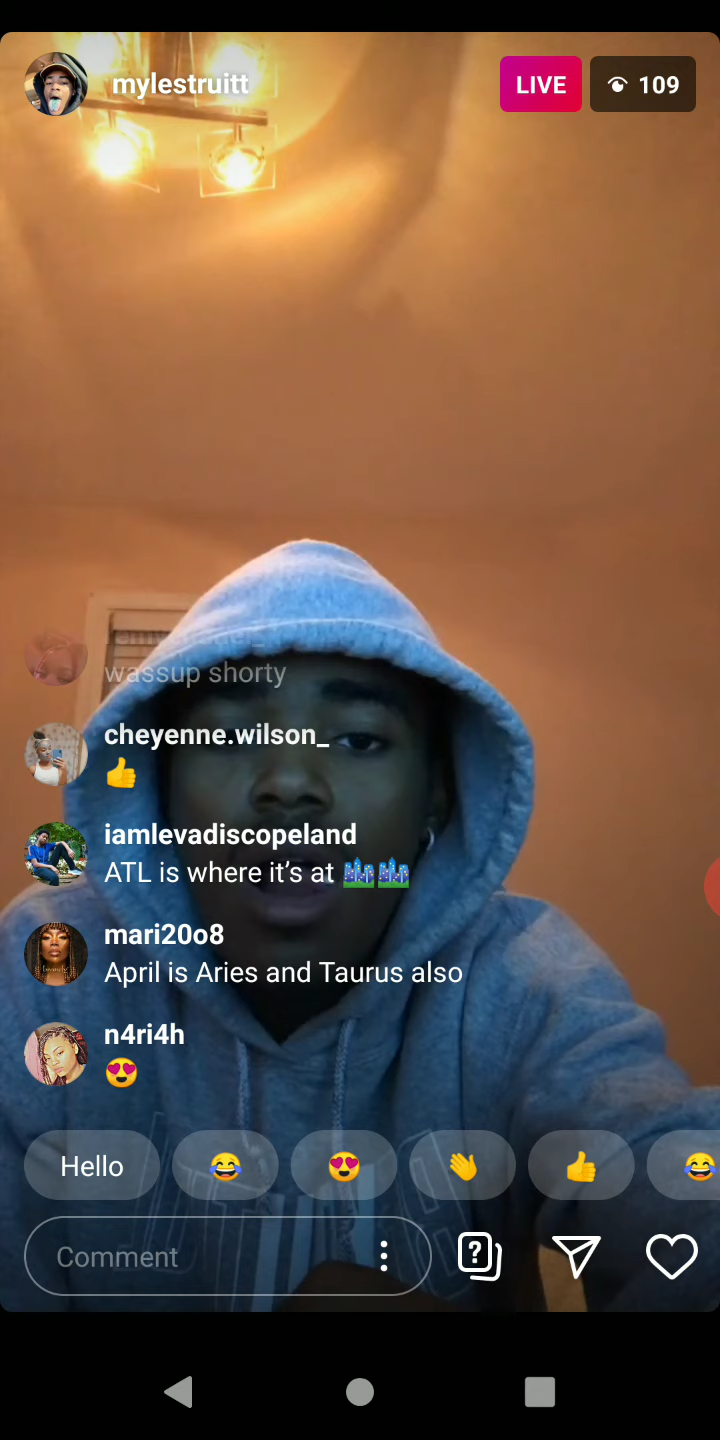 mylestruitt
LIVE
109
wassup shorty
cheyenne.wilson_
👍
iamlevadiscopeland
ATL is where it’s at 🌃🌃
mari20o8
April is Aries and Taurus also
n4ri4h
😍
Hello 😂 😍 👋 👍 😂
Comment